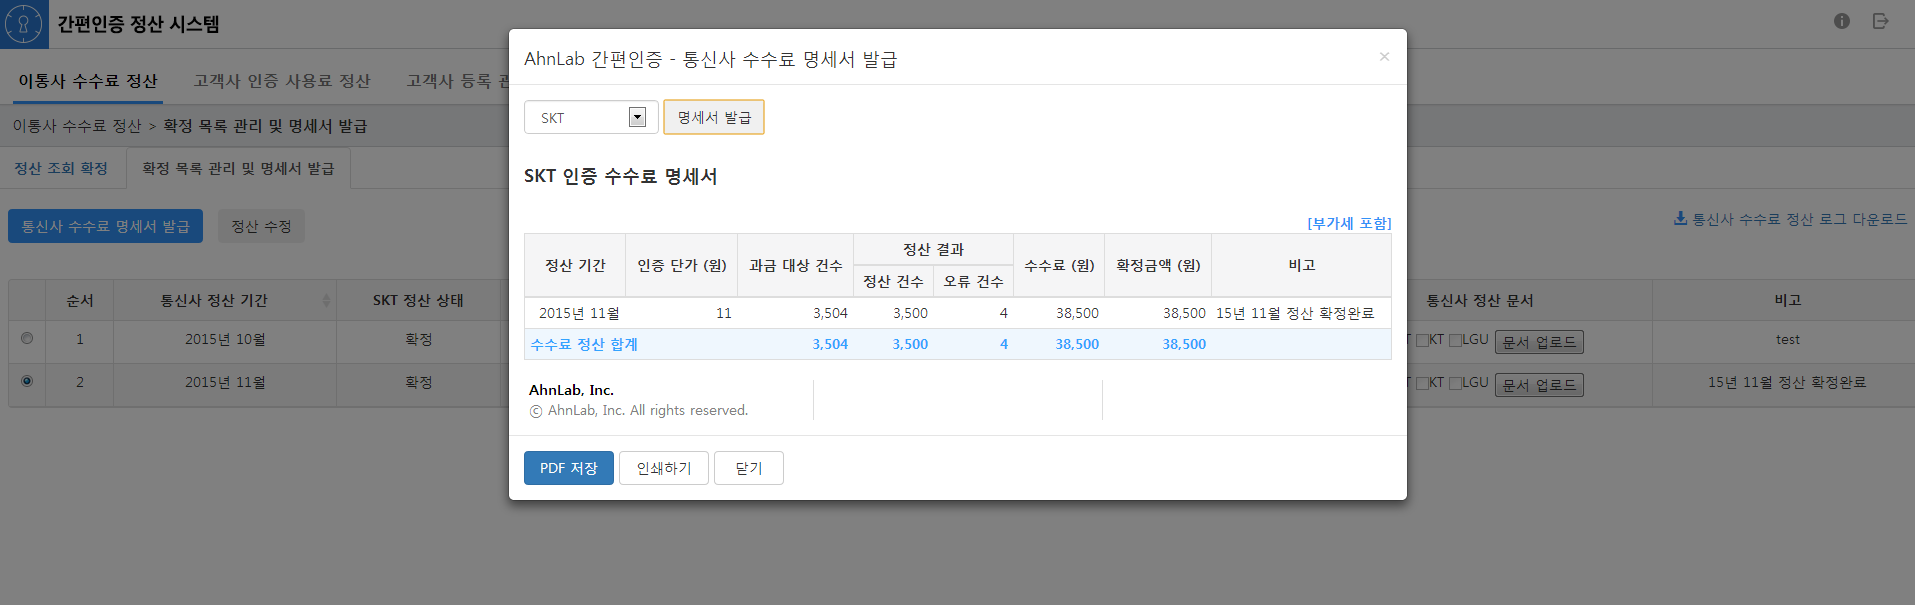 간편인증 정산 시스템
이통사 수수료 정산 고객사 인증 사용료 정산 고객사 등록
이통사 수수료 정산 > 확정 목록 관리 및 명세서 발급
정산 조회 확정 확정 목록 관리 및 명세서 발급
통신사 수수료 명세서 발급 정산 수정
통신사 수수료 정산 로그 다운로드
순서 통신사 정산 기간 SKT 정산 상태 통신사 정산 문서 비고
1 2015년 10월 확정 KT LGU 문서 업로드 test
2 2015년 11월 확정 KT LGU 문서 업로드 15년 11월 정산 확정완료
AhnLab 간편인증 - 통신사 수수료 명세서 발급 ×
SKT 명세서 발급
SKT 인증 수수료 명세서
[부가세 포함]
정산 기간 인증 단가 (원) 과금 대상 건수 정산 결과 수수료 (원) 확정금액 (원) 비고
정산 건수 오류 건수
2015년 11월 11 3,504 3,500 4 38,500 38,500 15년 11월 정산 확정완료
수수료 정산 합계 3,504 3,500 4 38,500 38,500
AhnLab, Inc.
ⓒ AhnLab, Inc. All rights reserved.
PDF 저장 인쇄하기 닫기